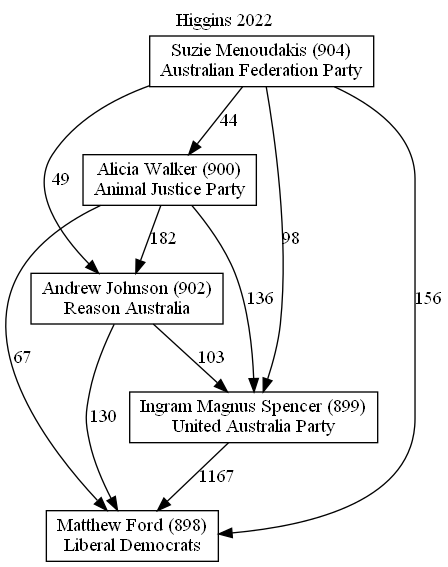 Higgins 2022
Suzie Menoudakis (904)
Australian Federation Party
44
Alicia Walker (900)
Animal Justice Party
49
182
98
Andrew Johnson (902)
Reason Australia
136
156
67
103
130
Ingram Magnus Spencer (899)
United Australia Party
1167
Matthew Ford (898)
Liberal Democrats